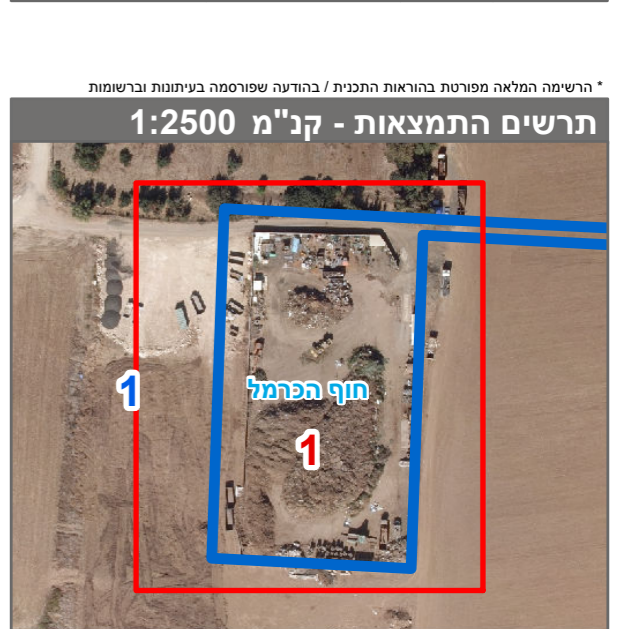 * הרשימה המלאה מפורטת בהוראות התכנית / בהודעה שפורסמה בעיתונות וברשומות
תרשים התמצאות - קנ"מ 1:2500
1
חוף הכרמל
1